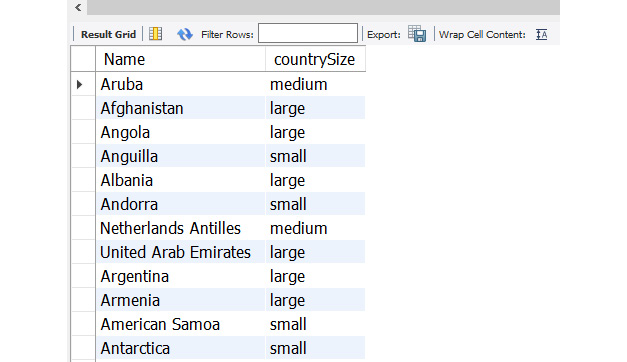 Result Grid Filter Rows: Export: Wrap Cell Content: IA
Name countrySize
Aruba medium
Afghanistan large
Angola large
Anguilla small
Albania large
Andorra small
Netherlands Antilles medium
United Arab Emirates large
Argentina large
Armenia large
American Samoa small
Antarctica small